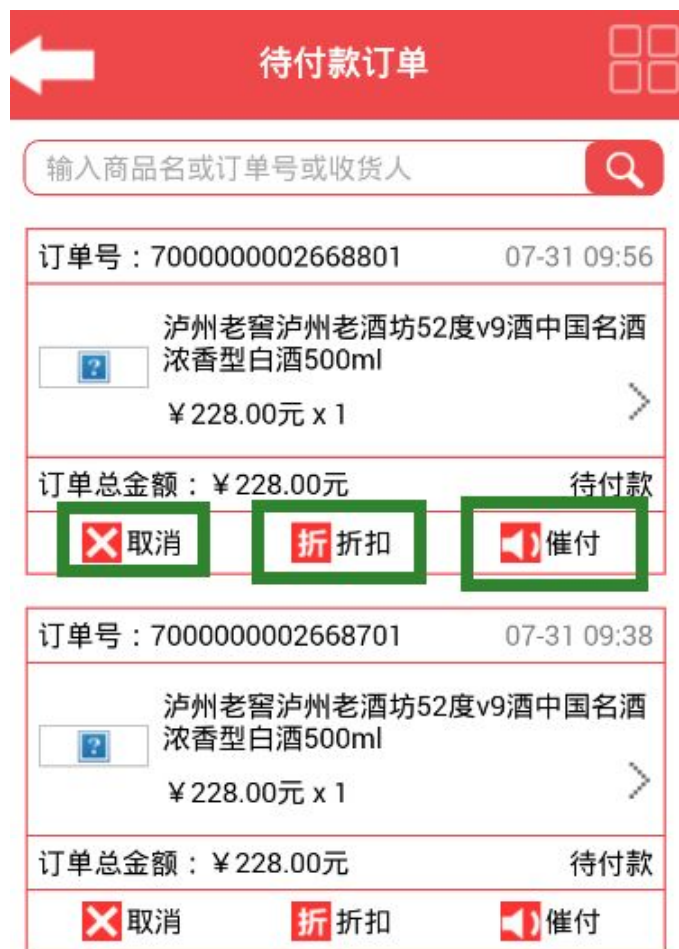 待付款订单
输入商品名或订单号或收货人
订单号：7000000002668801 07-31 09:56
泸州老窖泸州老酒坊52度v9酒中国名酒
浓香型白酒500ml
￥228.00元 x 1
订单总金额：￥228.00元 待付款
取消 折 折扣 催付
订单号：7000000002668701 07-31 09:38
泸州老窖泸州老酒坊52度v9酒中国名酒
浓香型白酒500ml
￥228.00元 x 1
订单总金额：￥228.00元 待付款
取消 折 折扣 催付